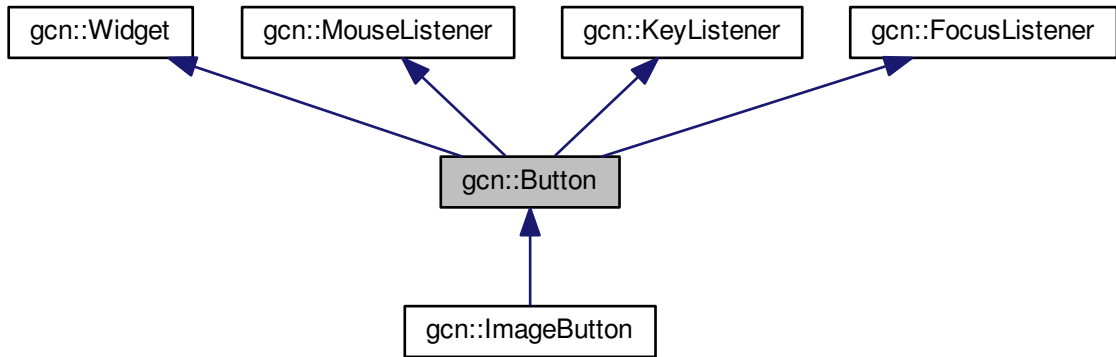 gcn::Widget
gcn::MouseListener
gcn::KeyListener
gcn::FocusListener
gcn::Button
gcn::ImageButton